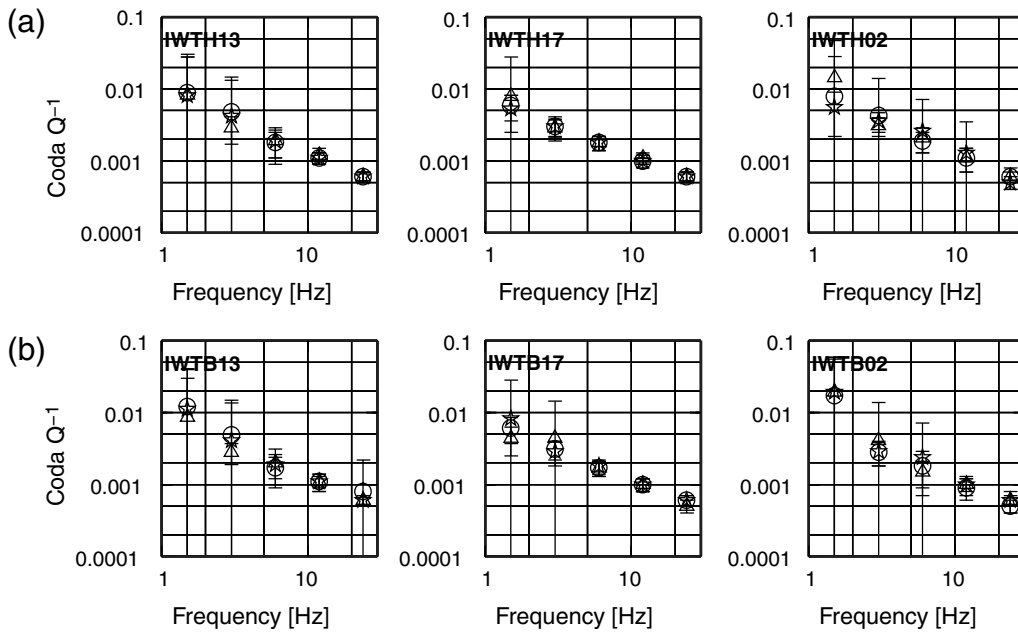 (a)
IWTH13
IWTH17
IWTH02
0.1
0.01
0.001
0.0001
Coda Q⁻¹
1
10
Frequency [Hz]
0.1
0.01
0.001
0.0001
1
10
Frequency [Hz]
0.1
0.01
0.001
0.0001
1
10
Frequency [Hz]
(b)
IWTB13
IWTB17
IWTB02
0.1
0.01
0.001
0.0001
Coda Q⁻¹
1
10
Frequency [Hz]
0.1
0.01
0.001
0.0001
1
10
Frequency [Hz]
0.1
0.01
0.001
0.0001
1
10
Frequency [Hz]